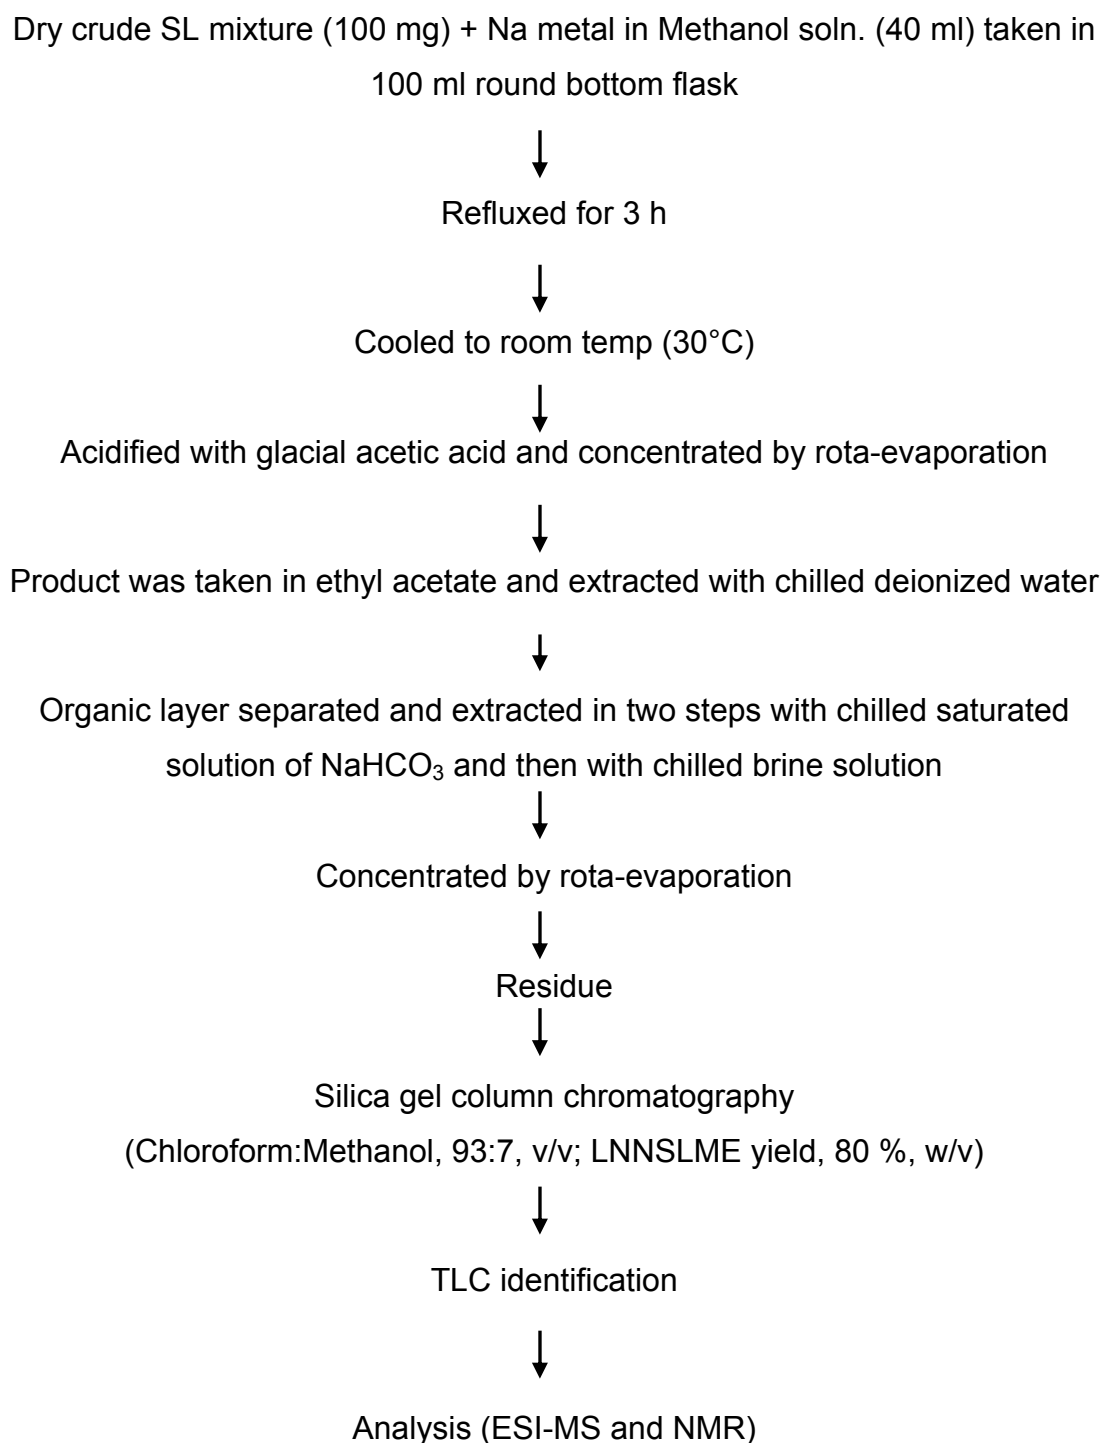 Dry crude SL mixture (100 mg) + Na metal in Methanol soln. (40 ml) taken in
100 ml round bottom flask
Refluxed for 3 h
Cooled to room temp (30°C)
Acidified with glacial acetic acid and concentrated by rota-evaporation
Product was taken in ethyl acetate and extracted with chilled deionized water
Organic layer separated and extracted in two steps with chilled saturated
solution of NaHCO₃ and then with chilled brine solution
Concentrated by rota-evaporation
Residue
Silica gel column chromatography
(Chloroform:Methanol, 93:7, v/v; LNNSLME yield, 80 %, w/v)
TLC identification
Analysis (ESI-MS and NMR)